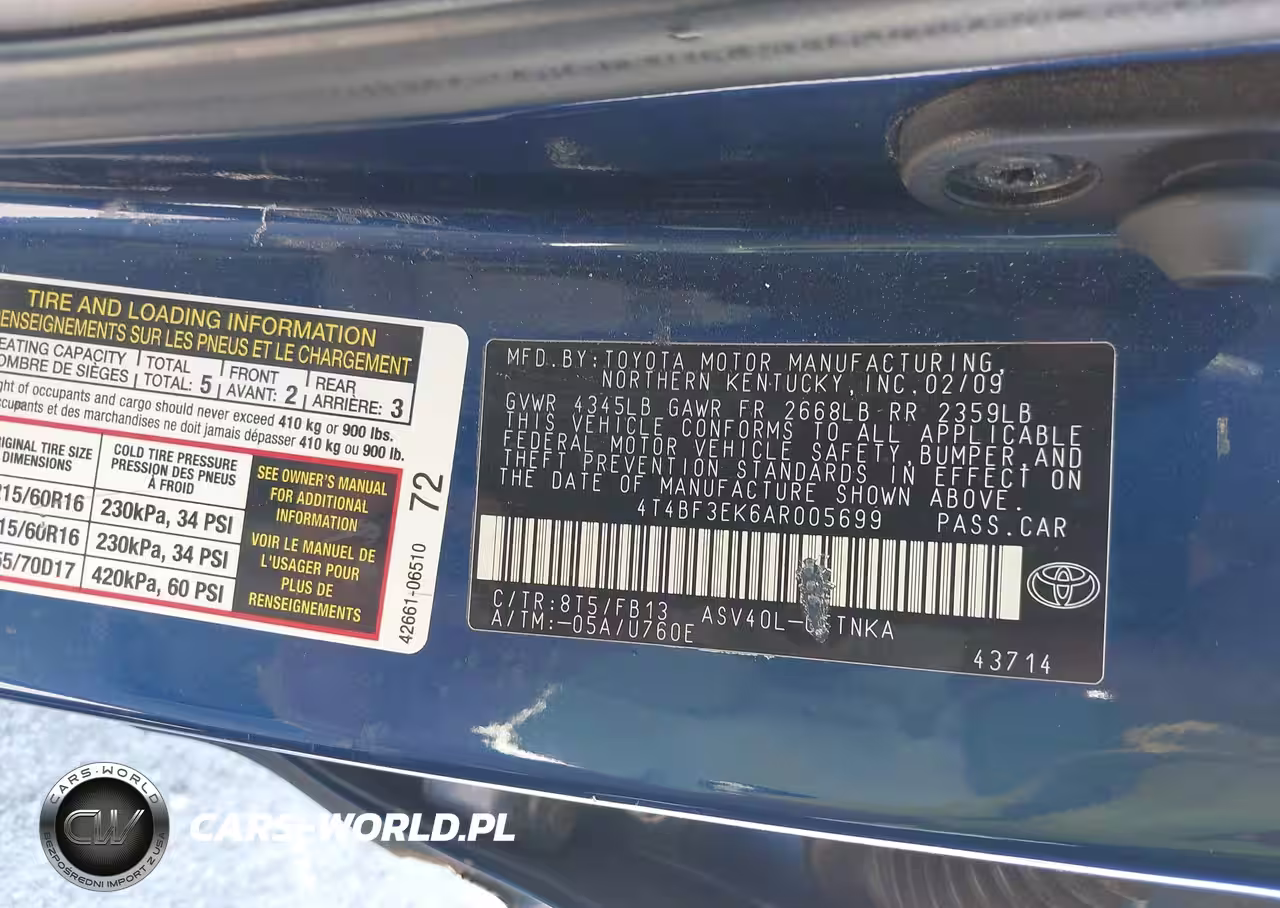 TIRE AND LOADING INFORMATION
RENSEIGNEMENTS SUR LES PNEUS ET LE CHARGEMENT
EATING CAPACITY
OMBRE DE SIÈGES
TOTAL
TOTAL: 5
FRONT
AVANT: 2
REAR
ARRIÈRE: 3
ght of occupants and cargo should never exceed 410 kg or 900 lbs.
ccupants et des marchandises ne doit jamais dépasser 410 kg ou 900 lb.
RIGINAL TIRE SIZE
DIMENSIONS
COLD TIRE PRESSURE
PRESSION DES PNEUS
À FROID
215/60R16
230kPa, 34 PSI
15/60R16
230kPa, 34 PSI
55/70D17
420kPa, 60 PSI
SEE OWNER'S MANUAL
FOR ADDITIONAL
INFORMATION
VOIR LE MANUEL DE
L'USAGER POUR
PLUS DE
RENSEIGNEMENTS
42661-06510 72
MFD.BY:TOYOTA MOTOR MANUFACTURING,
NORTHERN KENTUCKY,INC.02/09
GVWR 4345LB GAWR FR 2668LB RR 2359LB
THIS VEHICLE CONFORMS TO ALL APPLICABLE
FEDERAL MOTOR VEHICLE SAFETY,BUMPER AND
THEFT PREVENTION STANDARDS IN EFFECT ON
THE DATE OF MANUFACTURE SHOWN ABOVE.
4T4BF3EK6AR005699 PASS.CAR
C/TR:8T5/FB13 ASV40L- TNKA
A/TM:-05A/U760E
43714
CARS-WORLD
CW
BEZPOŚREDNI IMPORT Z USA
CARS-WORLD.PL